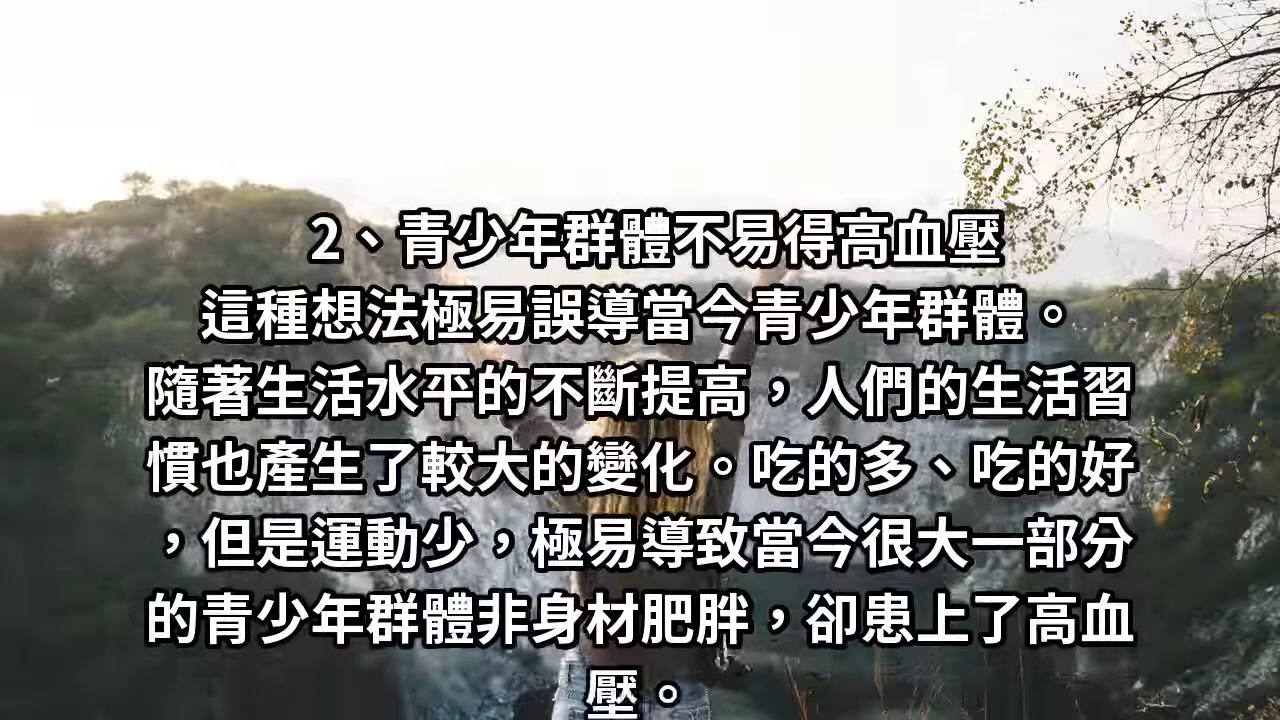 2、青少年群體不易得高血壓
這種想法極易誤導當今青少年群體。
隨著生活水平的不斷提高，人們的生活習
慣也產生了較大的變化。吃的多、吃的好
，但是運動少，極易導致當今很大一部分
的青少年群體非身材肥胖，卻患上了高血
壓。